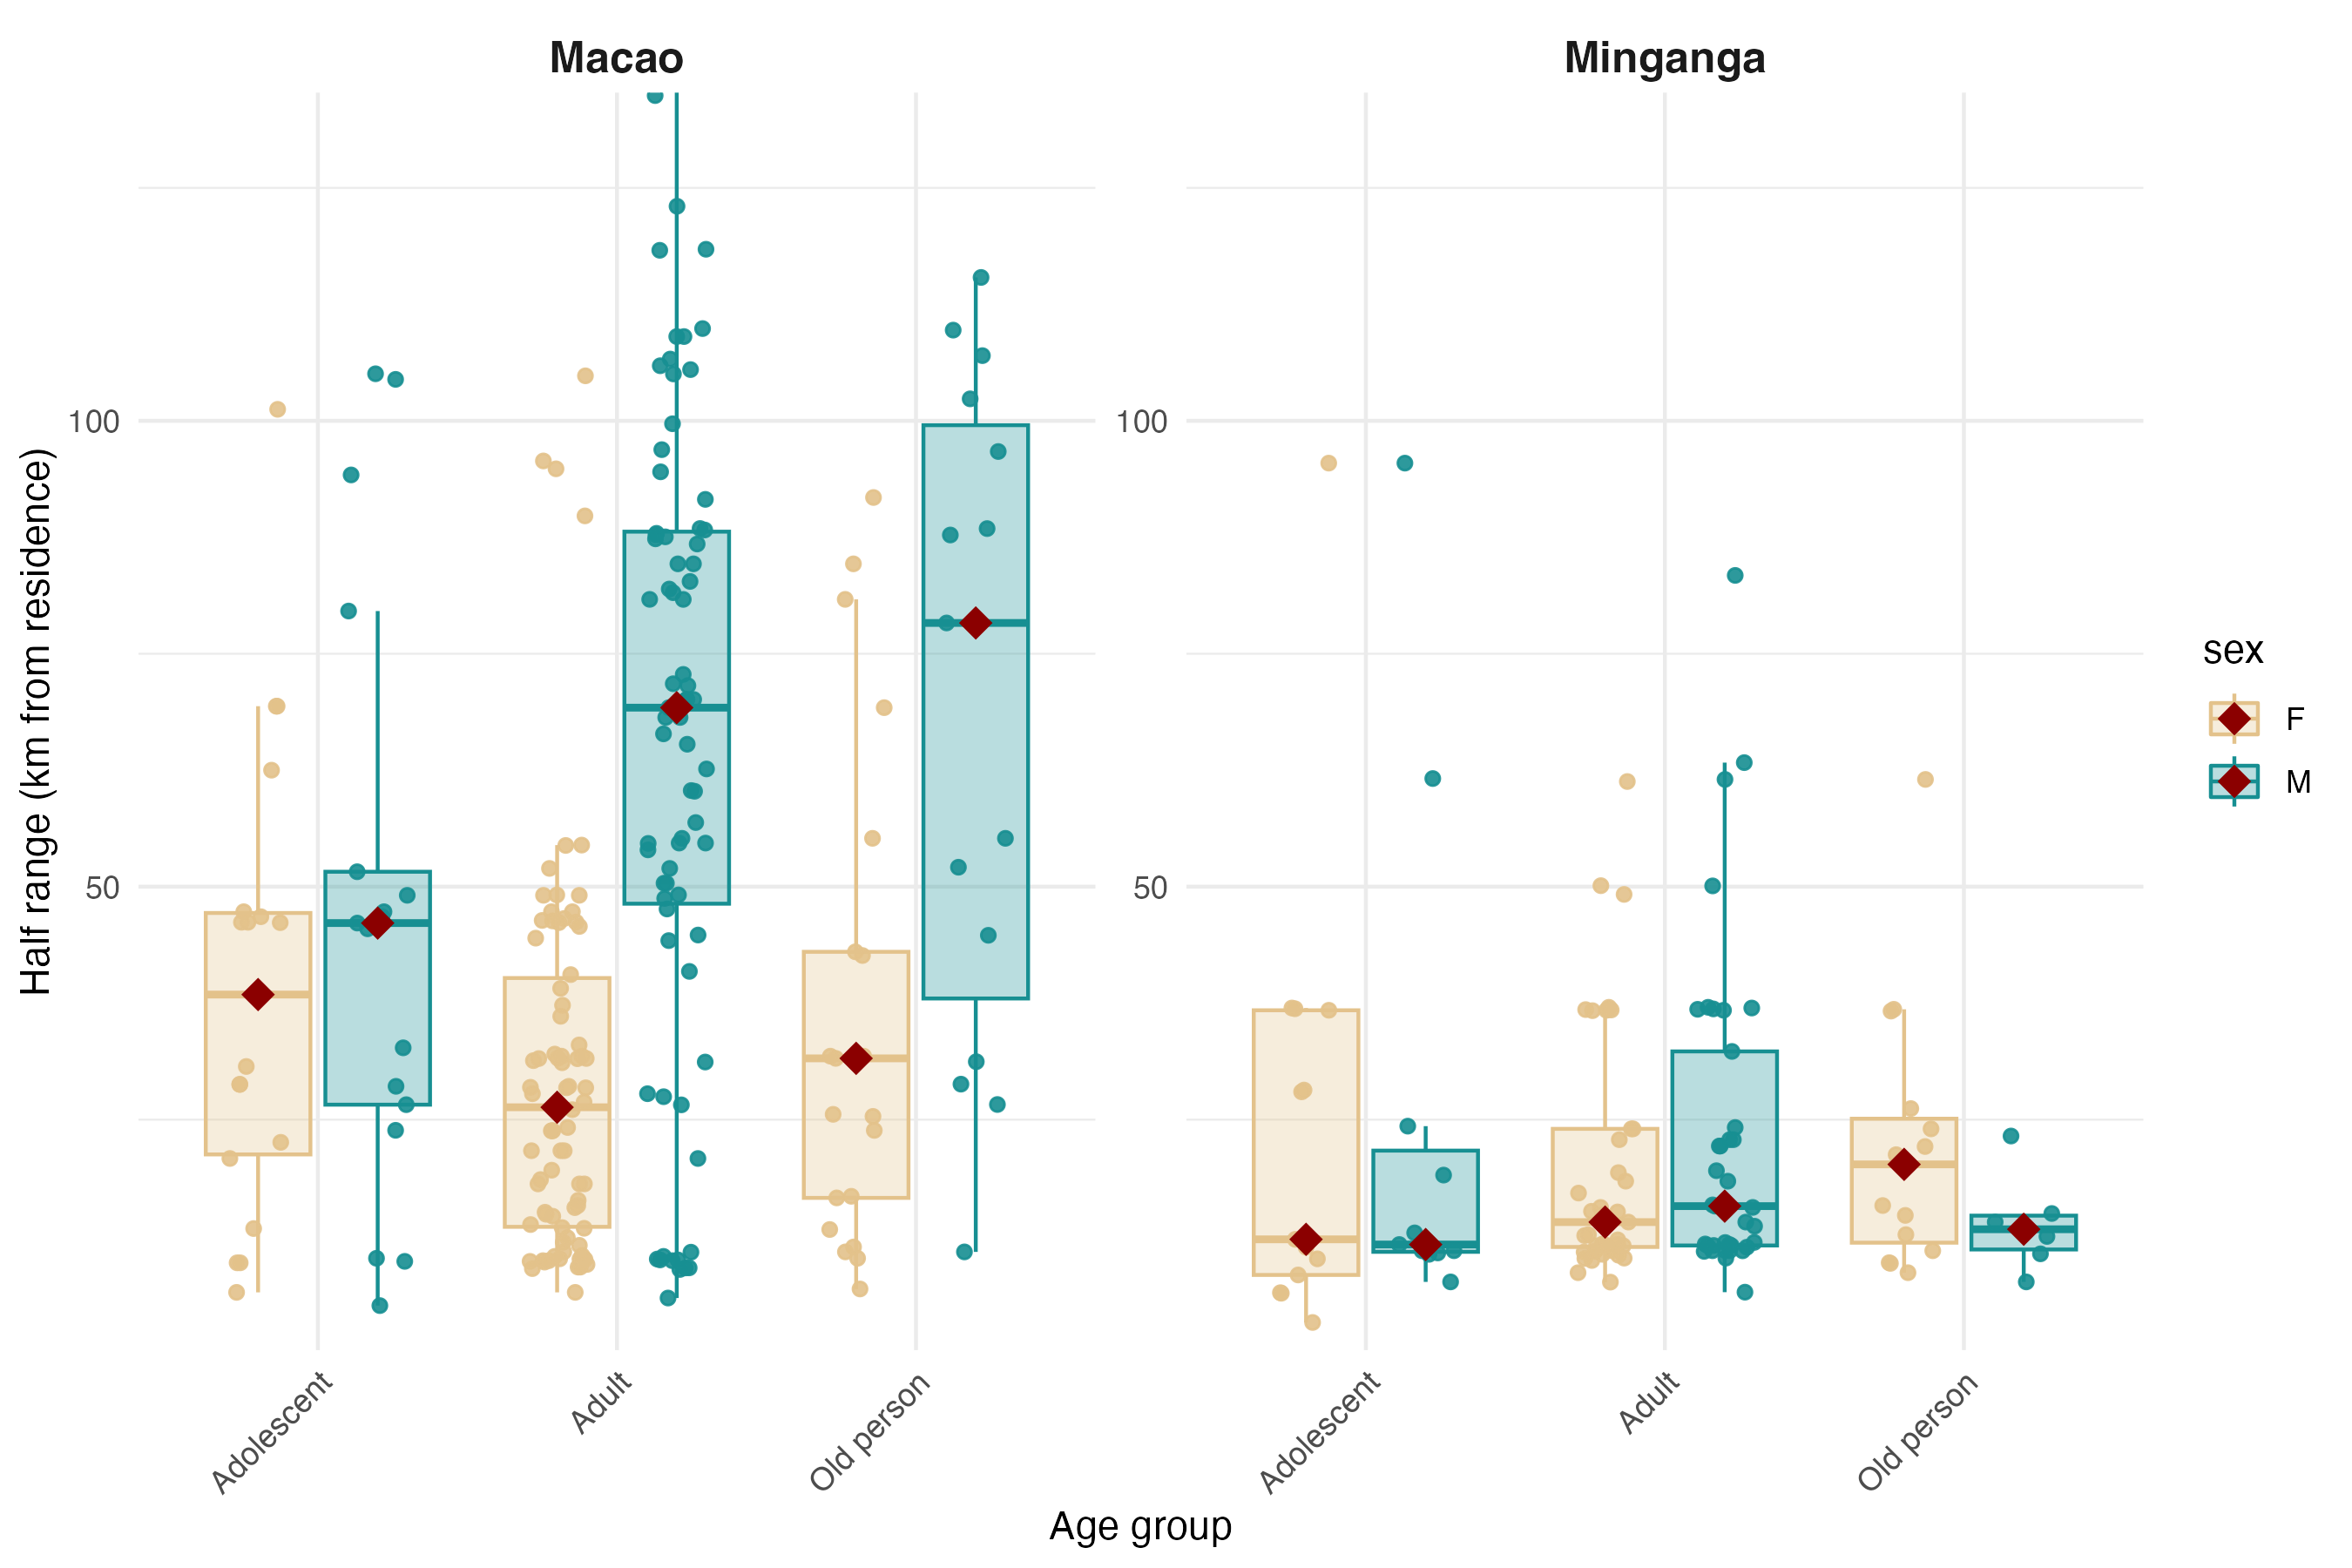 Macao
Minganga
Half range (km from residence)
100
50
100
50
Adolescent
Adult
Old person
Adolescent
Adult
Old person
Age group
sex
F
M